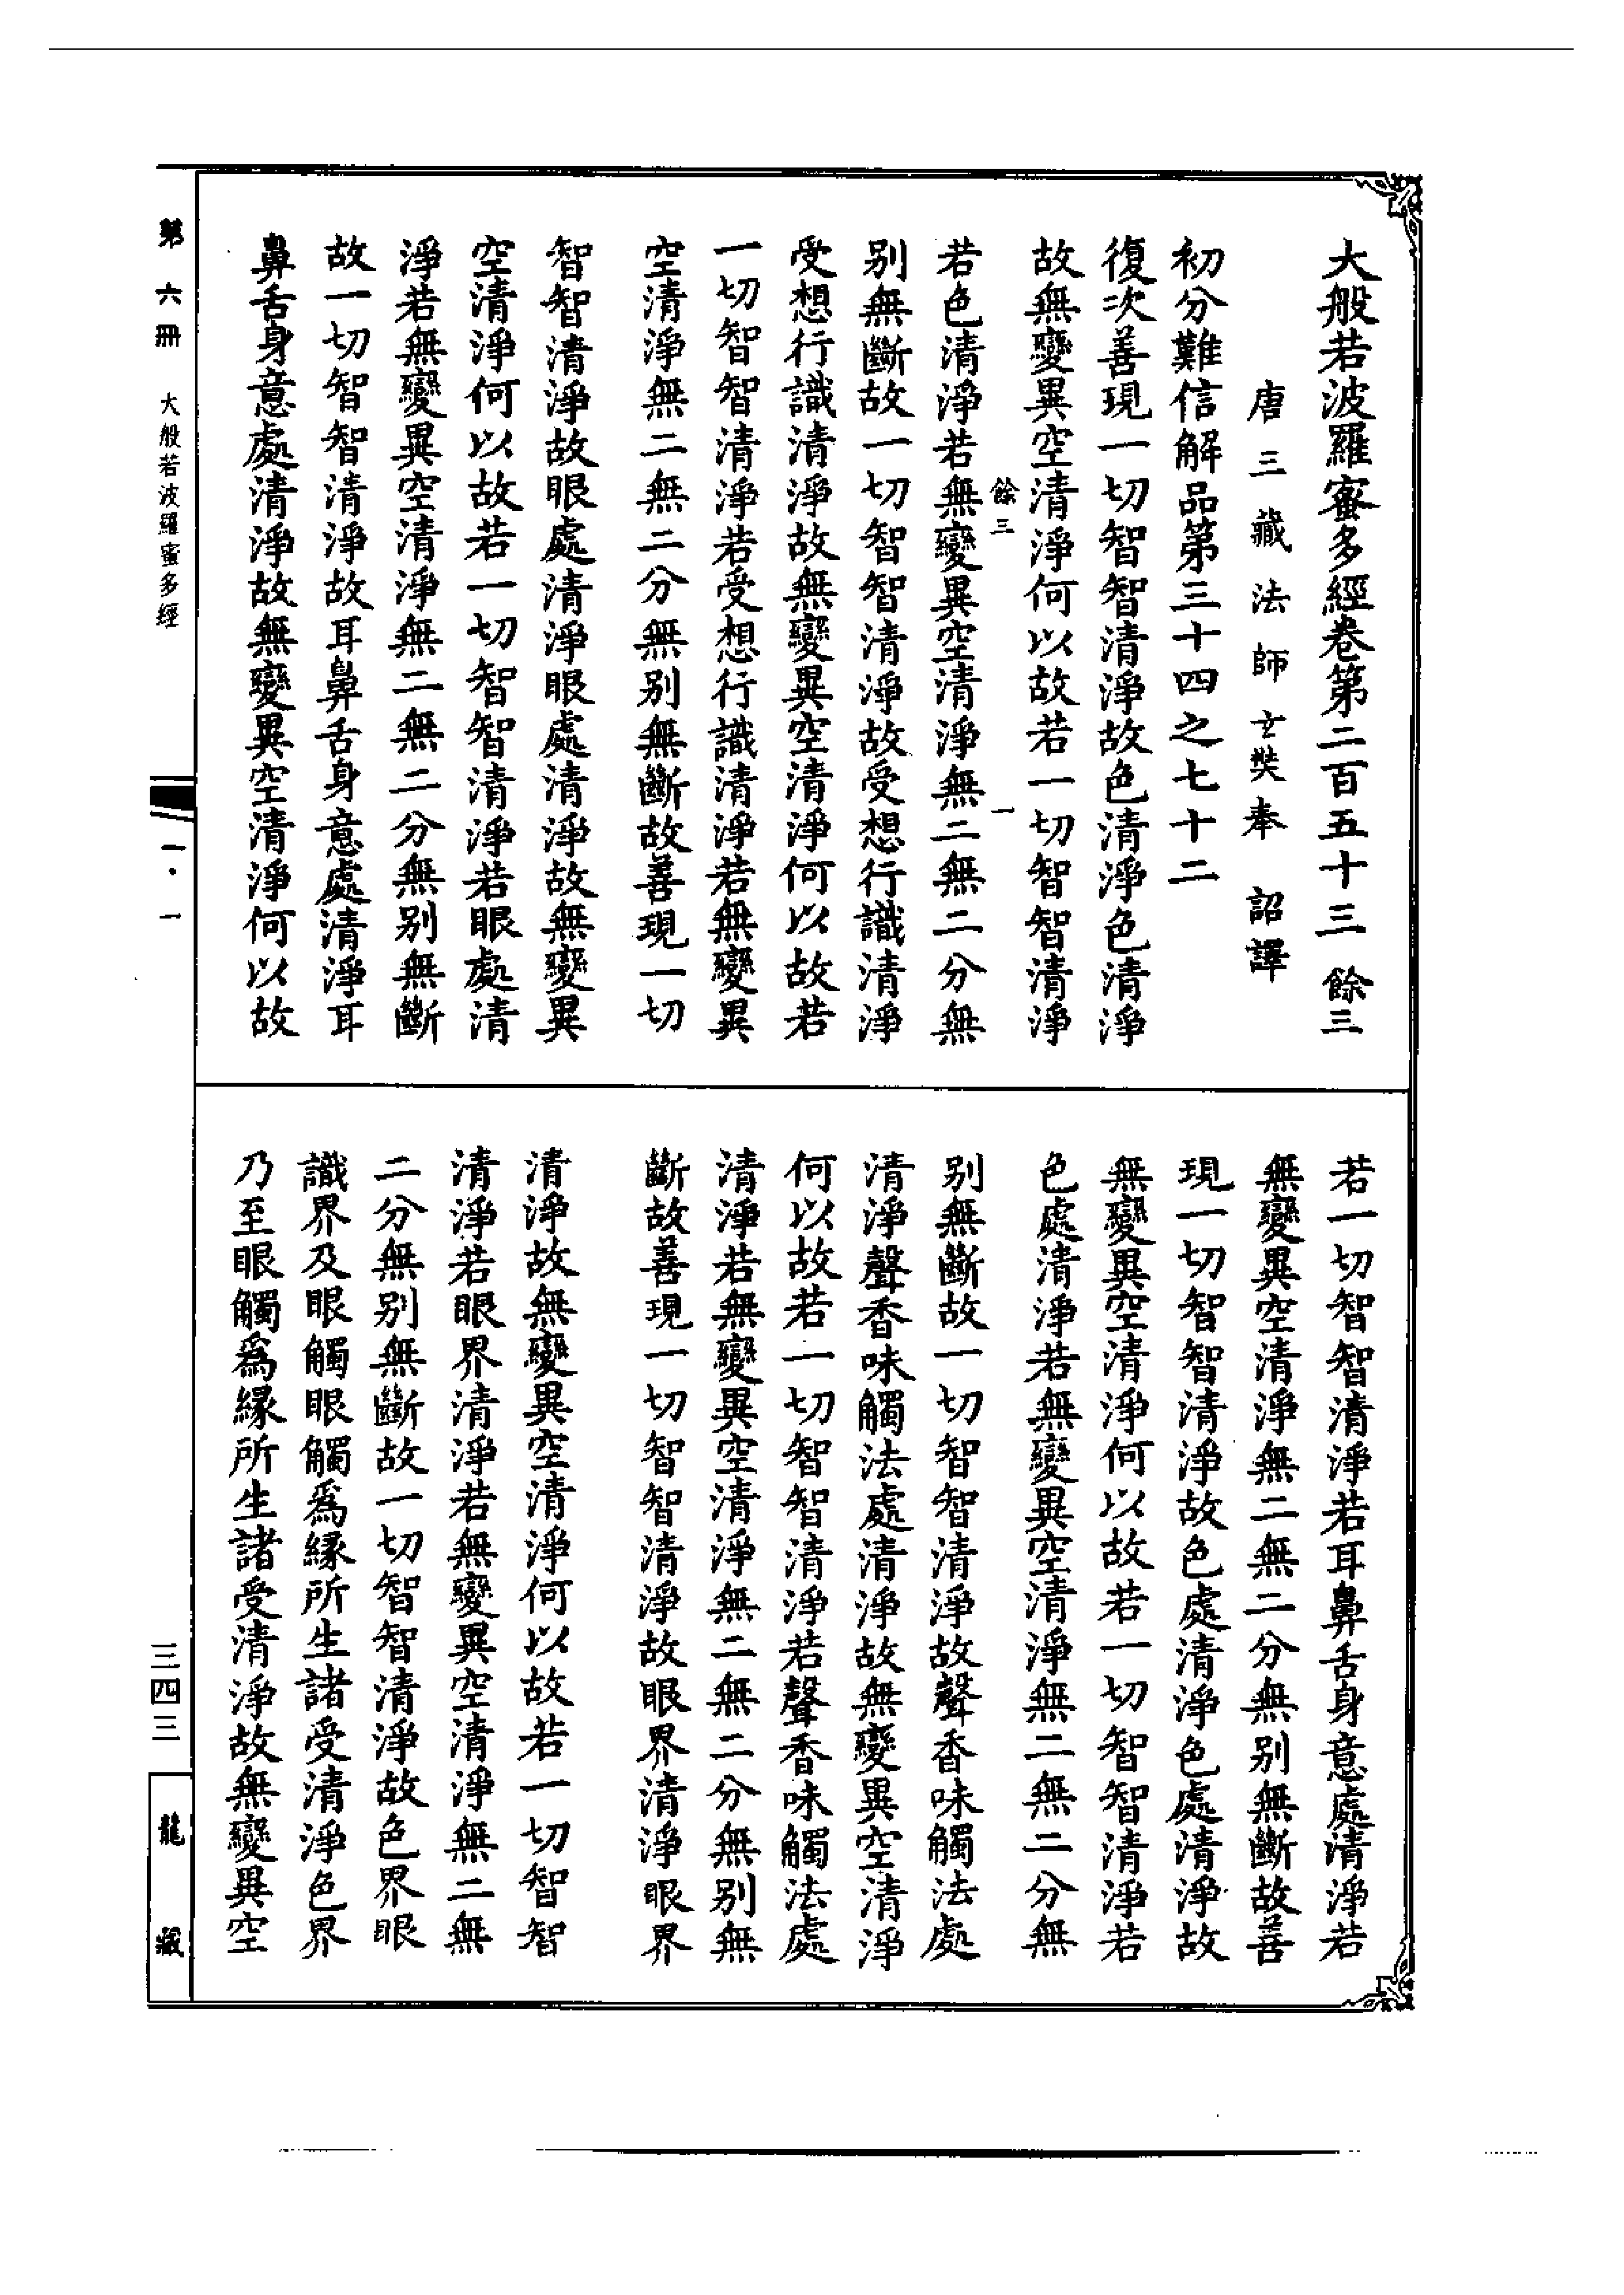 大般若波羅蜜多經卷第二百五十三 餘三
唐三藏法師玄奘奉 詔譯
初分難信解品第三十四之七十二
復次善現一切智智清淨故色清淨色清淨
故無變異空清淨何以故若一切智智清淨
餘三 一
若色清淨若無變異空清淨無二無二分無
别無斷故一切智智清淨故受想行識清淨
受想行識清淨故無變異空清淨何以故若
一切智智清淨若受想行識清淨若無變異
空清淨無二無二分無别無斷故善現一切
智智清淨故眼處清淨眼處清淨故無變異
空清淨何以故若一切智智清淨若眼處清
淨若無變異空清淨無二無二分無别無斷
故一切智智清淨故耳鼻舌身意處清淨耳
鼻舌身意處清淨故無變異空清淨何以故
若一切智智清淨若耳鼻舌身意處清淨若
無變異空清淨無二無二分無别無斷故善
現一切智智清淨故色處清淨色處清淨故
無變異空清淨何以故若一切智智清淨若
色處清淨若無變異空清淨無二無二分無
别無斷故一切智智清淨故聲香味觸法處
清淨聲香味觸法處清淨故無變異空清淨
何以故若一切智智清淨若聲香味觸法處
清淨若無變異空清淨無二無二分無别無
斷故善現一切智智清淨故眼界清淨眼界
清淨故無變異空清淨何以故若一切智智
清淨若眼界清淨若無變異空清淨無二無
二分無别無斷故一切智智清淨故色界眼
識界及眼觸眼觸爲緣所生諸受清淨色界
乃至眼觸爲緣所生諸受清淨故無變異空
第六冊 大般若波羅蜜多經
一·一
三四三
龍藏